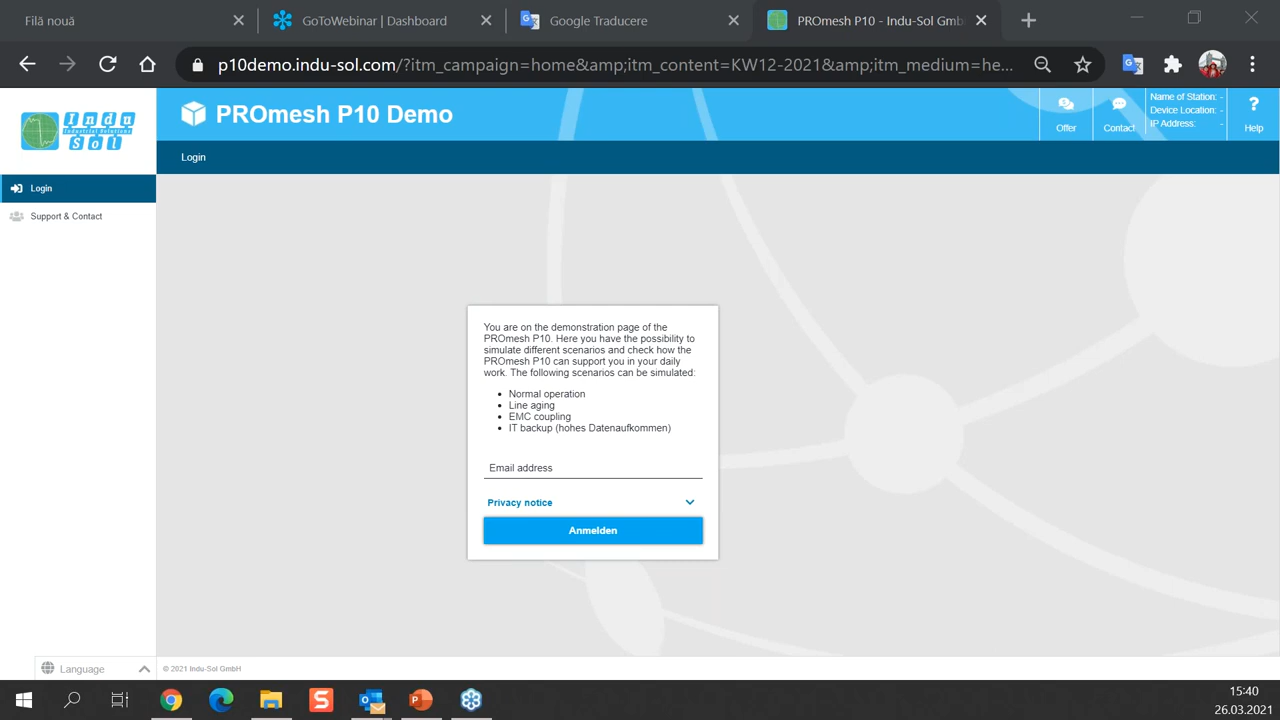 Filă nouă
GoToWebinar | Dashboard
Google Traducere
PROmesh P10 - Indu-Sol Gmb
p10demo.indu-sol.com/?itm_campaign=home&amp;itm_content=KW12-2021&amp;itm_medium=he...
Indu
Industrial Solutions
Sol
PROmesh P10 Demo
Offer
Contact
Name of Station: -
Device Location: -
IP Address: -
Help
Login
Login
Support & Contact
You are on the demonstration page of the
PROmesh P10. Here you have the possibility to
simulate different scenarios and check how the
PROmesh P10 can support you in your daily
work. The following scenarios can be simulated:
Normal operation
Line aging
EMC coupling
IT backup (hohes Datenaufkommen)
Email address
Privacy notice
Anmelden
Language
© 2021 Indu-Sol GmbH
15:40
26.03.2021